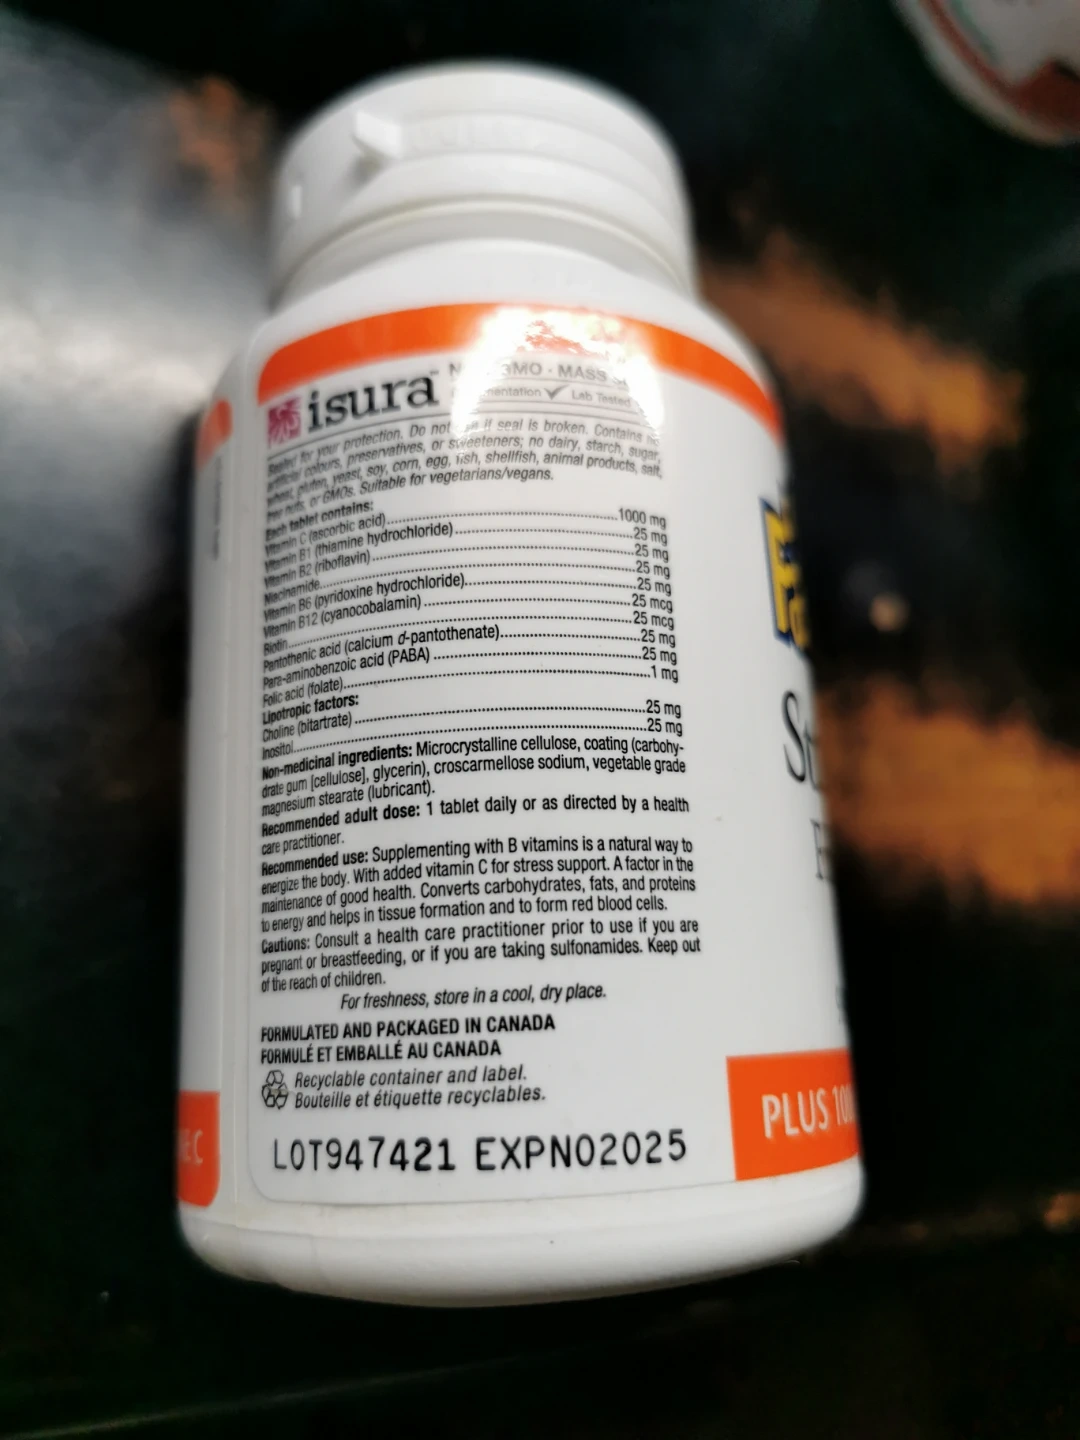 isura™
GMO · MASS
Lab Tested
Sealed for your protection. Do not use if seal is broken. Contains no
artificial colours, preservatives, or sweeteners; no dairy, starch, sugar,
wheat, gluten, yeast, soy, corn, egg, fish, shellfish, animal products, salt,
tree nuts, or GMOs. Suitable for vegetarians/vegans.
Each tablet contains:
Vitamin C (ascorbic acid)..........1000 mg
Vitamin B1 (thiamine hydrochloride)..........25 mg
Vitamin B2 (riboflavin)..........25 mg
Niacinamide..........25 mg
Vitamin B6 (pyridoxine hydrochloride)..........25 mg
Vitamin B12 (cyanocobalamin)..........25 mcg
Biotin..........25 mcg
Pantothenic acid (calcium d-pantothenate)..........25 mg
Para-aminobenzoic acid (PABA)..........25 mg
Folic acid (folate)..........1 mg
Lipotropic factors:
Choline (bitartrate)..........25 mg
Inositol..........25 mg
Non-medicinal ingredients: Microcrystalline cellulose, coating (carbohy-
drate gum [cellulose], glycerin), croscarmellose sodium, vegetable grade
magnesium stearate (lubricant).
Recommended adult dose: 1 tablet daily or as directed by a health
care practitioner.
Recommended use: Supplementing with B vitamins is a natural way to
energize the body. With added vitamin C for stress support. A factor in the
maintenance of good health. Converts carbohydrates, fats, and proteins
to energy and helps in tissue formation and to form red blood cells.
Cautions: Consult a health care practitioner prior to use if you are
pregnant or breastfeeding, or if you are taking sulfonamides. Keep out
of the reach of children.
For freshness, store in a cool, dry place.
FORMULATED AND PACKAGED IN CANADA
FORMULÉ ET EMBALLÉ AU CANADA
Recyclable container and label.
Bouteille et étiquette recyclables.
LOT947421 EXPNO2025
PLUS 100